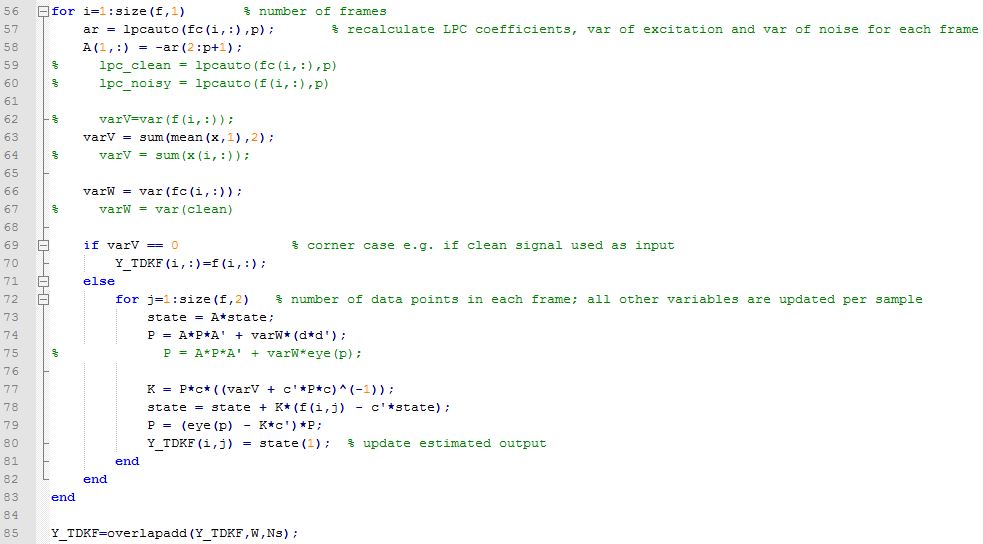 56 for i=1:size(f,1) % number of frames
57 ar = lpcauto(fc(i,:),p); % recalculate LPC coefficients, var of excitation and var of noise for each frame
58 A(1,:) = -ar(2:p+1);
59 % lpc_clean = lpcauto(fc(i,:),p)
60 % lpc_noisy = lpcauto(f(i,:),p)
61
62 % varV=var(f(i,:));
63 varV = sum(mean(x,1),2);
64 % varV = sum(x(i,:));
65
66 varW = var(fc(i,:));
67 % varW = var(clean)
68
69 if varV == 0 % corner case e.g. if clean signal used as input
70 Y_TDKF(i,:)=f(i,:);
71 else
72 for j=1:size(f,2) % number of data points in each frame; all other variables are updated per sample
73 state = A*state;
74 P = A*P*A' + varW*(d*d');
75 % P = A*P*A' + varW*eye(p);
76
77 K = P*c*((varV + c'*P*c)^(-1));
78 state = state + K*(f(i,j) - c'*state);
79 P = (eye(p) - K*c')*P;
80 Y_TDKF(i,j) = state(1); % update estimated output
81 end
82 end
83 end
84
85 Y_TDKF=overlapadd(Y_TDKF,W,Ns);